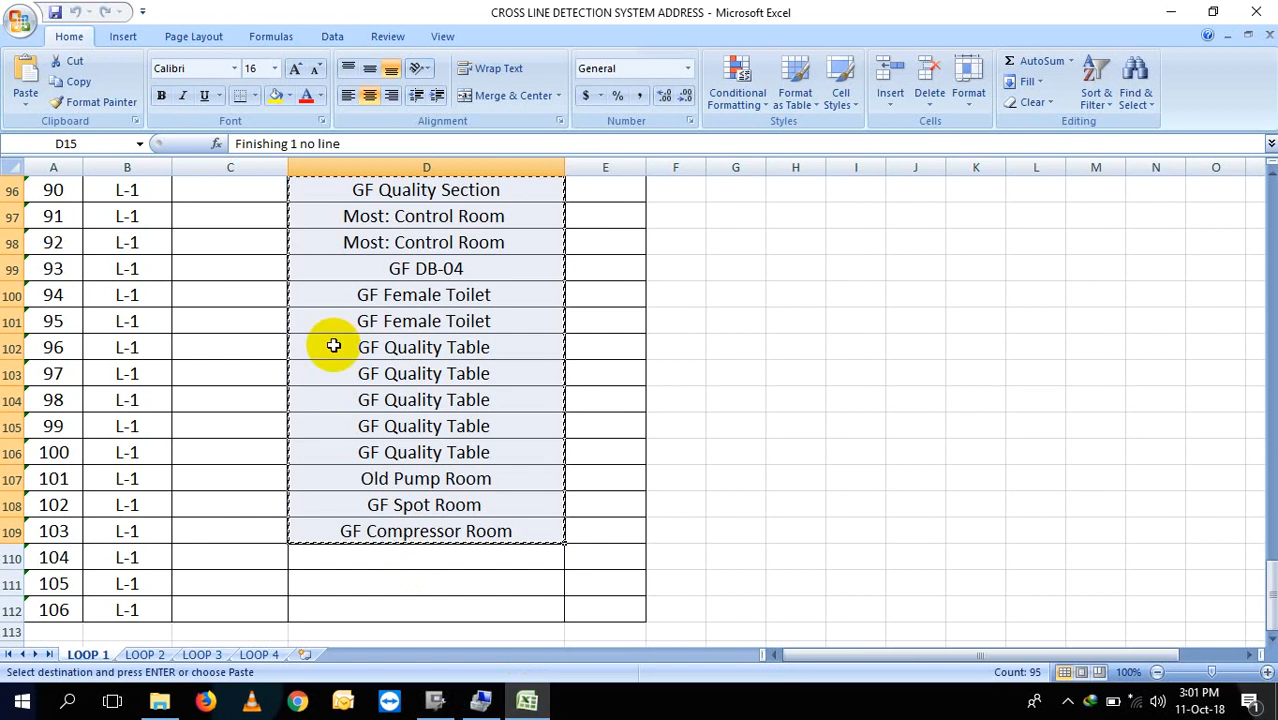 CROSS LINE DETECTION SYSTEM ADDRESS - Microsoft Excel
Home Insert Page Layout Formulas Data Review View
Paste Cut Copy Format Painter Clipboard
Calibri 16 B I U A A A Font
Wrap Text Merge & Center Alignment
General $ % , Number
Conditional Formatting Format as Table Cell Styles Styles
Insert Delete Format Cells
Σ AutoSum Fill Clear Sort & Filter Find & Select Editing
D15 fx Finishing 1 no line
A B C D E F G H I J K L M N O
96 90 L-1 GF Quality Section
97 91 L-1 Most: Control Room
98 92 L-1 Most: Control Room
99 93 L-1 GF DB-04
100 94 L-1 GF Female Toilet
101 95 L-1 GF Female Toilet
102 96 L-1 GF Quality Table
103 97 L-1 GF Quality Table
104 98 L-1 GF Quality Table
105 99 L-1 GF Quality Table
106 100 L-1 GF Quality Table
107 101 L-1 Old Pump Room
108 102 L-1 GF Spot Room
109 103 L-1 GF Compressor Room
110 104 L-1
111 105 L-1
112 106 L-1
113
LOOP 1 LOOP 2 LOOP 3 LOOP 4
Select destination and press ENTER or choose Paste Count: 95 100%
3:01 PM
11-Oct-18